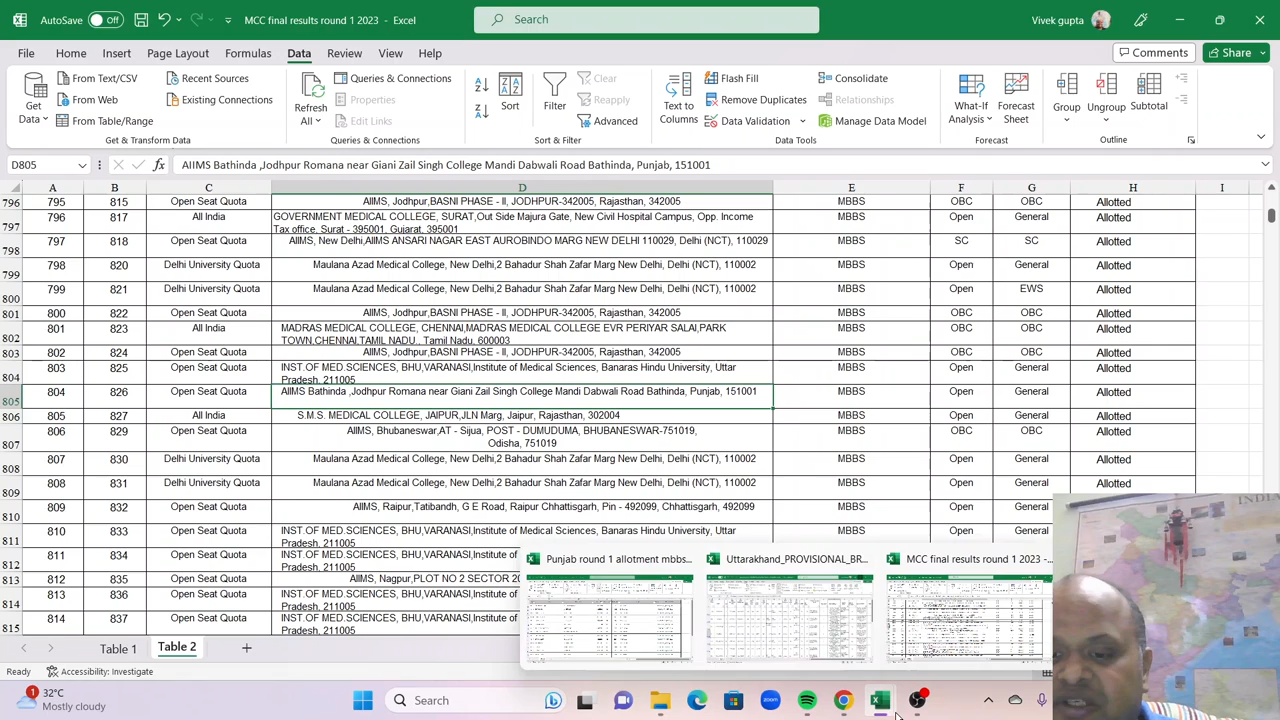 AutoSave Off MCC final results round 1 2023 - Excel Search Vivek gupta
File Home Insert Page Layout Formulas Data Review View Help Comments Share
Get Data From Text/CSV Recent Sources Refresh All Queries & Connections Sort Filter Clear Text to Columns Flash Fill Consolidate What-If Analysis Forecast Sheet Group Ungroup Subtotal
From Web Existing Connections Properties Reapply Remove Duplicates Relationships
From Table/Range Edit Links Advanced Data Validation Manage Data Model
Get & Transform Data Queries & Connections Sort & Filter Data Tools Forecast Outline
D805 fx AIIMS Bathinda ,Jodhpur Romana near Giani Zail Singh College Mandi Dabwali Road Bathinda, Punjab, 151001
A B C D E F G H I
796 795 815 Open Seat Quota AIIMS, Jodhpur,BASNI PHASE - II, JODHPUR-342005, Rajasthan, 342005 MBBS OBC OBC Allotted
797 796 817 All India GOVERNMENT MEDICAL COLLEGE, SURAT,Out Side Majura Gate, New Civil Hospital Campus, Opp. Income MBBS Open General Allotted
Tax office, Surat - 395001, Gujarat, 395001
798 797 818 Open Seat Quota AIIMS, New Delhi,AIIMS ANSARI NAGAR EAST AUROBINDO MARG NEW DELHI 110029, Delhi (NCT), 110029 MBBS SC SC Allotted
799 798 820 Delhi University Quota Maulana Azad Medical College, New Delhi,2 Bahadur Shah Zafar Marg New Delhi, Delhi (NCT), 110002 MBBS Open General Allotted
800 799 821 Delhi University Quota Maulana Azad Medical College, New Delhi,2 Bahadur Shah Zafar Marg New Delhi, Delhi (NCT), 110002 MBBS Open EWS Allotted
801 800 822 Open Seat Quota AIIMS, Jodhpur,BASNI PHASE - II, JODHPUR-342005, Rajasthan, 342005 MBBS OBC OBC Allotted
802 801 823 All India MADRAS MEDICAL COLLEGE, CHENNAI,MADRAS MEDICAL COLLEGE EVR PERIYAR SALAI,PARK MBBS OBC OBC Allotted
TOWN,CHENNAI,TAMIL NADU,, Tamil Nadu, 600003
803 802 824 Open Seat Quota AIIMS, Jodhpur,BASNI PHASE - II, JODHPUR-342005, Rajasthan, 342005 MBBS OBC OBC Allotted
804 803 825 Open Seat Quota INST.OF MED.SCIENCES, BHU,VARANASI,Institute of Medical Sciences, Banaras Hindu University, Uttar MBBS Open General Allotted
Pradesh, 211005
805 804 826 Open Seat Quota AIIMS Bathinda ,Jodhpur Romana near Giani Zail Singh College Mandi Dabwali Road Bathinda, Punjab, 151001 MBBS Open General Allotted
806 805 827 All India S.M.S. MEDICAL COLLEGE, JAIPUR,JLN Marg, Jaipur, Rajasthan, 302004 MBBS Open General Allotted
807 806 829 Open Seat Quota AIIMS, Bhubaneswar,AT - Sijua, POST - DUMUDUMA, BHUBANESWAR-751019, MBBS OBC OBC Allotted
Odisha, 751019
808 807 830 Delhi University Quota Maulana Azad Medical College, New Delhi,2 Bahadur Shah Zafar Marg New Delhi, Delhi (NCT), 110002 MBBS Open General Allotted
809 808 831 Delhi University Quota Maulana Azad Medical College, New Delhi,2 Bahadur Shah Zafar Marg New Delhi, Delhi (NCT), 110002 MBBS Open General Allotted
810 809 832 Open Seat Quota AIIMS, Raipur,Tatibandh, G E Road, Raipur Chhattisgarh, Pin - 492099, Chhattisgarh, 492099 MBBS Open General
811 810 833 Open Seat Quota INST.OF MED.SCIENCES, BHU,VARANASI,Institute of Medical Sciences, Banaras Hindu University, Uttar MBBS Open General
Pradesh, 211005
812 811 834 Open Seat Quota INST.OF MED.SCIENCES, BHU,VARANASI,Institute of
Pradesh, 211005
813 812 835 Open Seat Quota AIIMS, Nagpur,PLOT NO 2 SECTOR 20
814 813 836 Open Seat Quota INST.OF MED.SCIENCES, BHU,VARANASI,Institute of
Pradesh, 211005
815 814 837 Open Seat Quota INST.OF MED.SCIENCES, BHU,VARANASI,Institute of
Pradesh, 211005
Punjab round 1 allotment mbbs... Uttarakhand_PROVISIONAL_BR... MCC final results round 1 2023 -...
Table 1 Table 2
Ready Accessibility: Investigate
1 32°C
Mostly cloudy
Search
zoom
INDIA